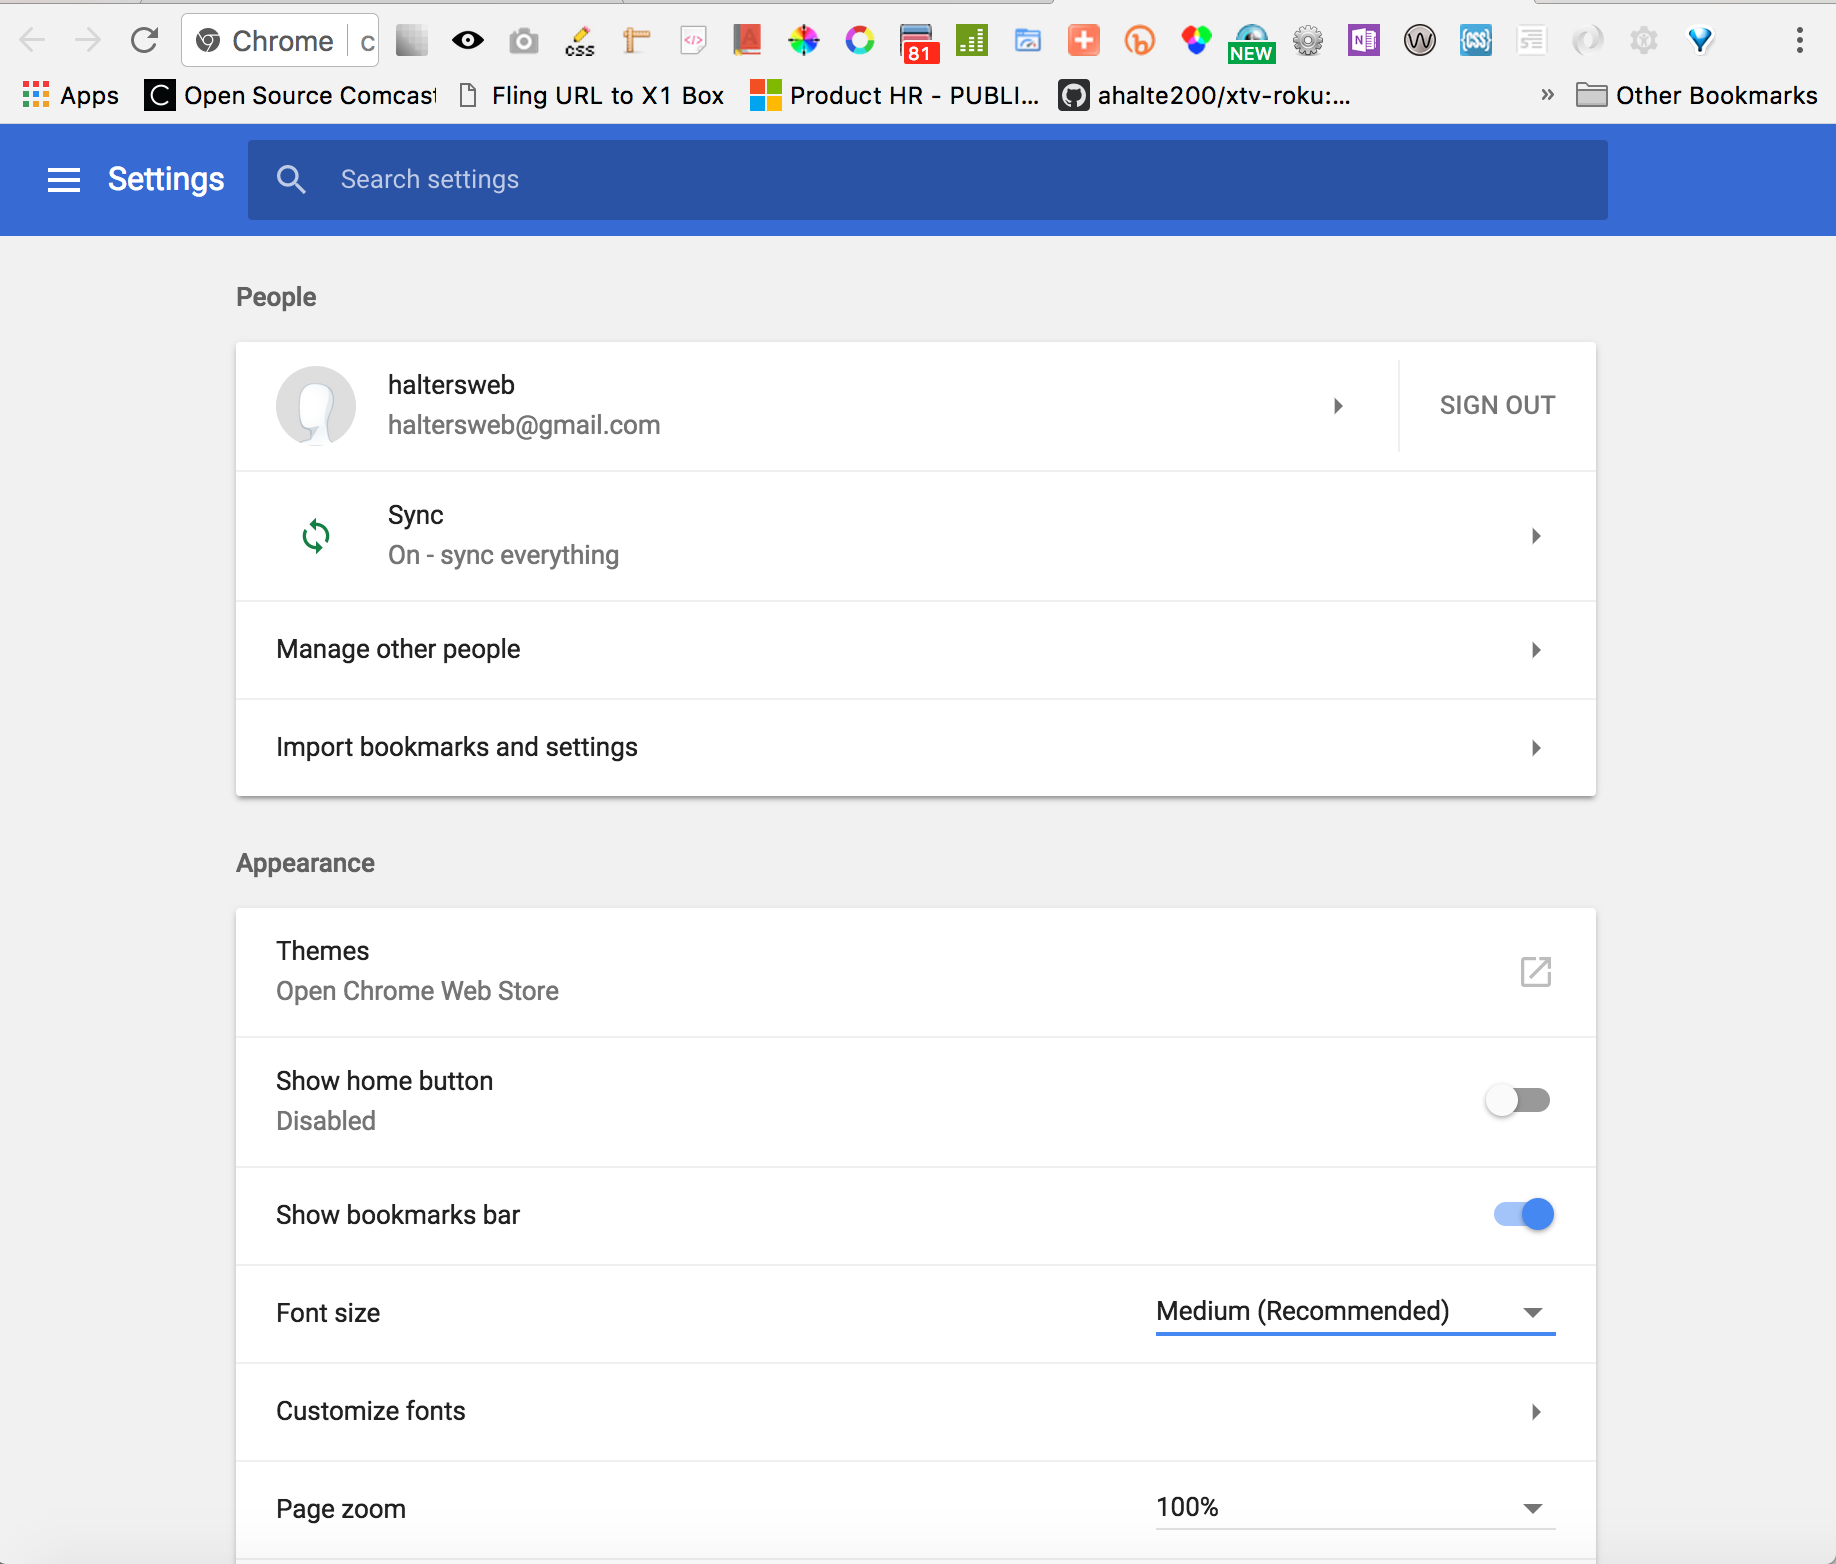 Chrome c
css
81
NEW
Apps
Open Source Comcast
Fling URL to X1 Box
Product HR - PUBLI...
ahalte200/xtv-roku:...
» Other Bookmarks
Settings
Search settings
People
haltersweb
haltersweb@gmail.com
SIGN OUT
Sync
On - sync everything
Manage other people
Import bookmarks and settings
Appearance
Themes
Open Chrome Web Store
Show home button
Disabled
Show bookmarks bar
Font size
Medium (Recommended)
Customize fonts
Page zoom
100%